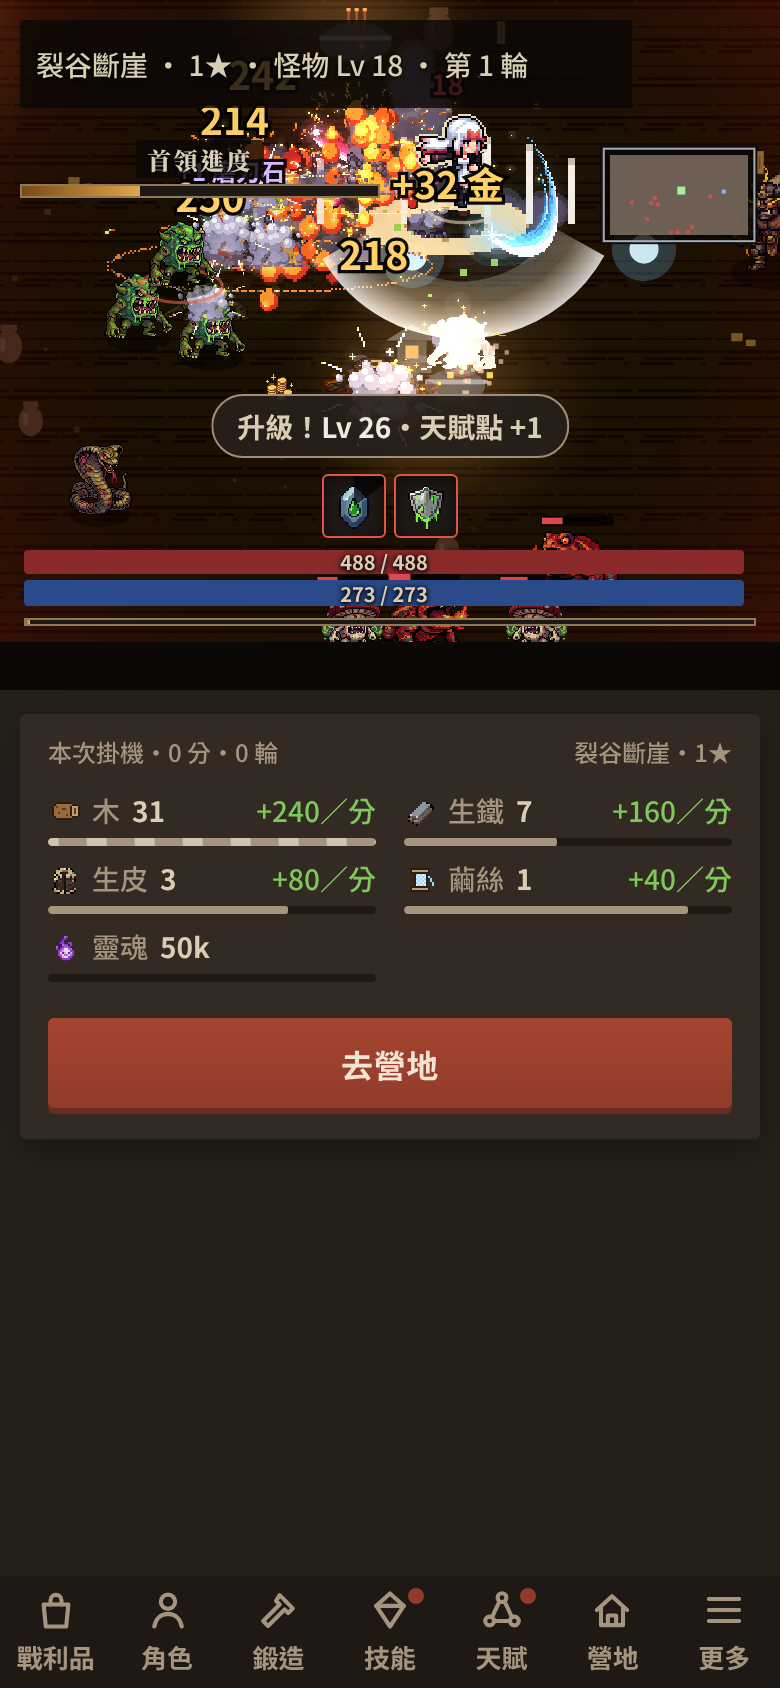 裂谷斷崖 · 1★ · 怪物 Lv 18 · 第 1 輪
242
18
214
首領進度
230
+32 金
218
升級！Lv 26·天賦點 +1
488 / 488
273 / 273
本次掛機·0 分·0 輪
裂谷斷崖·1★
木 31 +240／分
生鐵 7 +160／分
生皮 3 +80／分
繭絲 1 +40／分
靈魂 50k
去營地
戰利品
角色
鍛造
技能
天賦
營地
更多